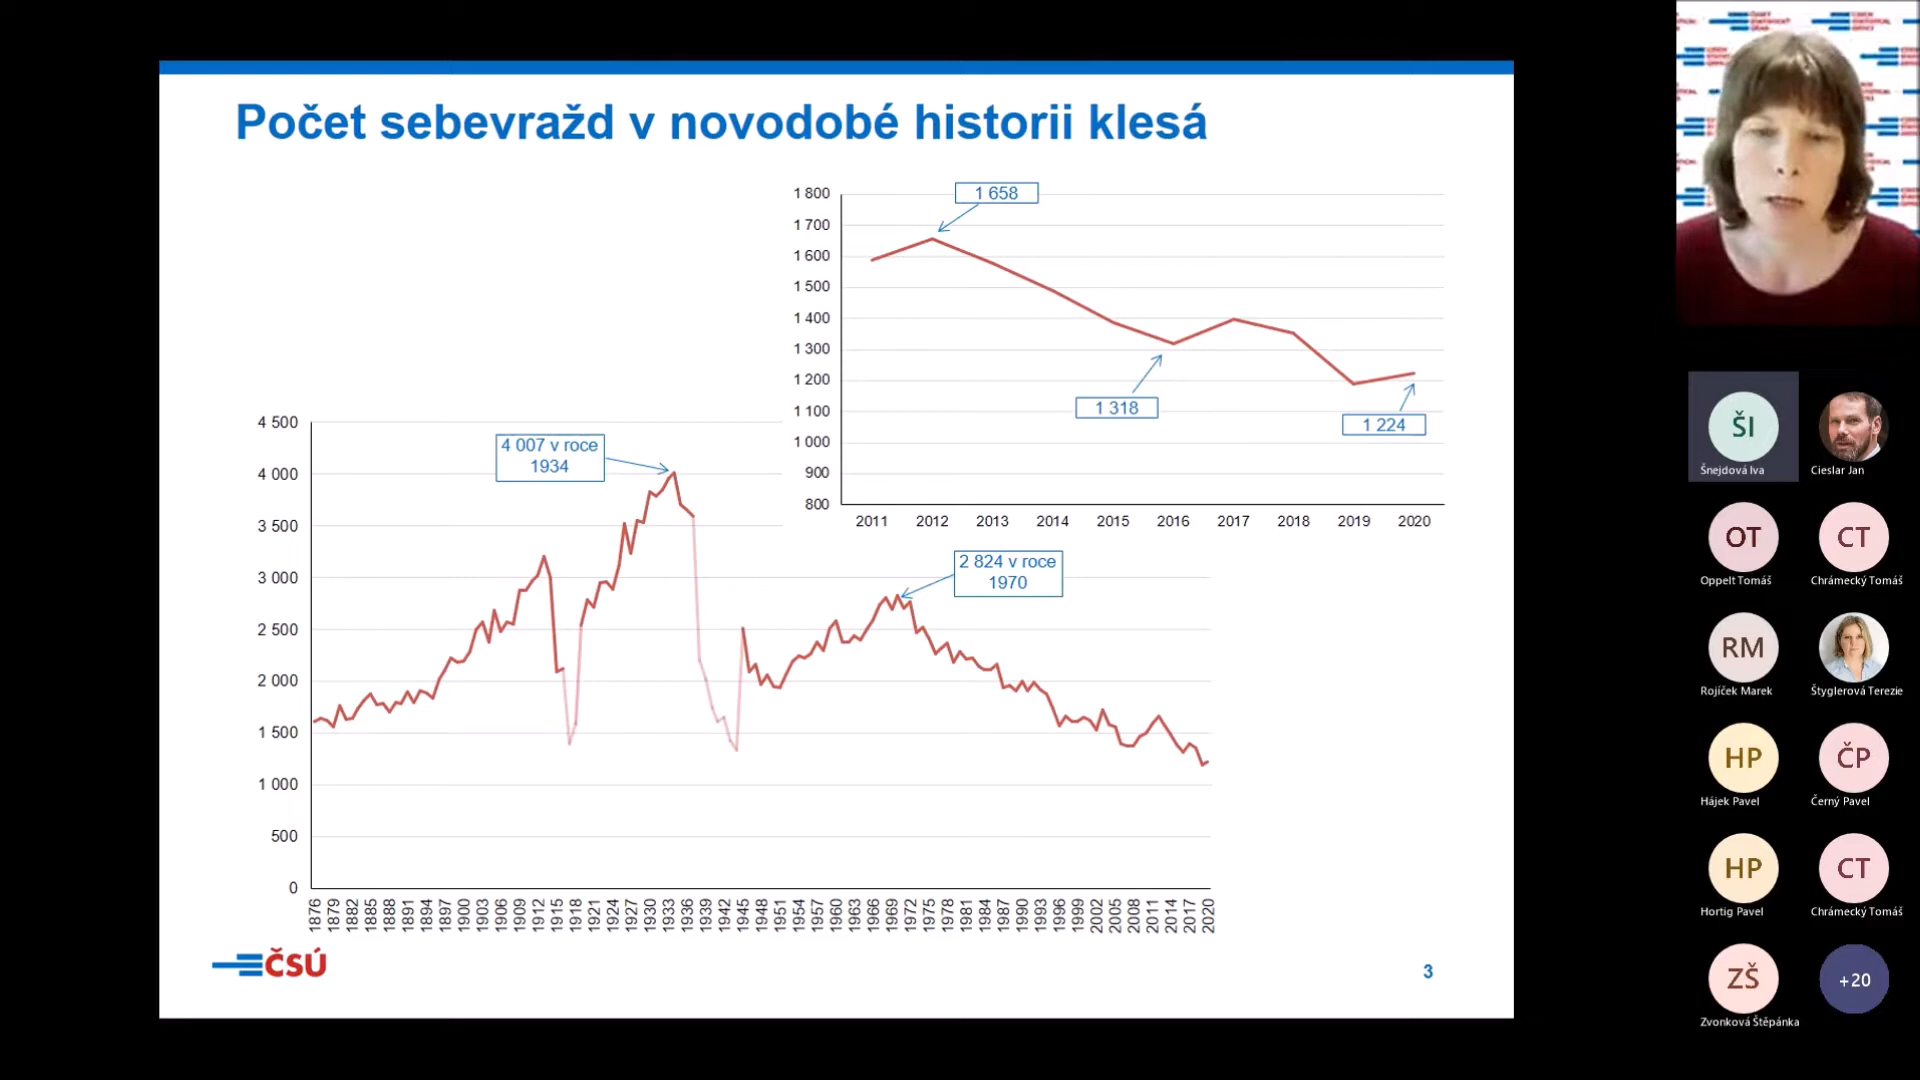 Počet sebevražd v novodobé historii klesá
1 800
1 700
1 600
1 500
1 400
1 300
1 200
1 100
1 000
900
800
1 658
1 318
1 224
2011 2012 2013 2014 2015 2016 2017 2018 2019 2020
4 500
4 000
3 500
3 000
2 500
2 000
1 500
1 000
500
0
4 007 v roce
1934
2 824 v roce
1970
1876 1879 1882 1885 1888 1891 1894 1897 1900 1903 1906 1909 1912 1915 1918 1921 1924 1927 1930 1933 1936 1939 1942 1945 1948 1951 1954 1957 1960 1963 1966 1969 1972 1975 1978 1981 1984 1987 1990 1993 1996 1999 2002 2005 2008 2011 2014 2017 2020
ČSÚ
3
ŠI
Šnejdová Iva
Cieslar Jan
OT
Oppelt Tomáš
CT
Chrámecký Tomáš
RM
Rojíček Marek
Štyglerová Terezie
HP
Hájek Pavel
ČP
Černý Pavel
HP
Hortig Pavel
CT
Chrámecký Tomáš
ZŠ
Zvonková Štěpánka
+20